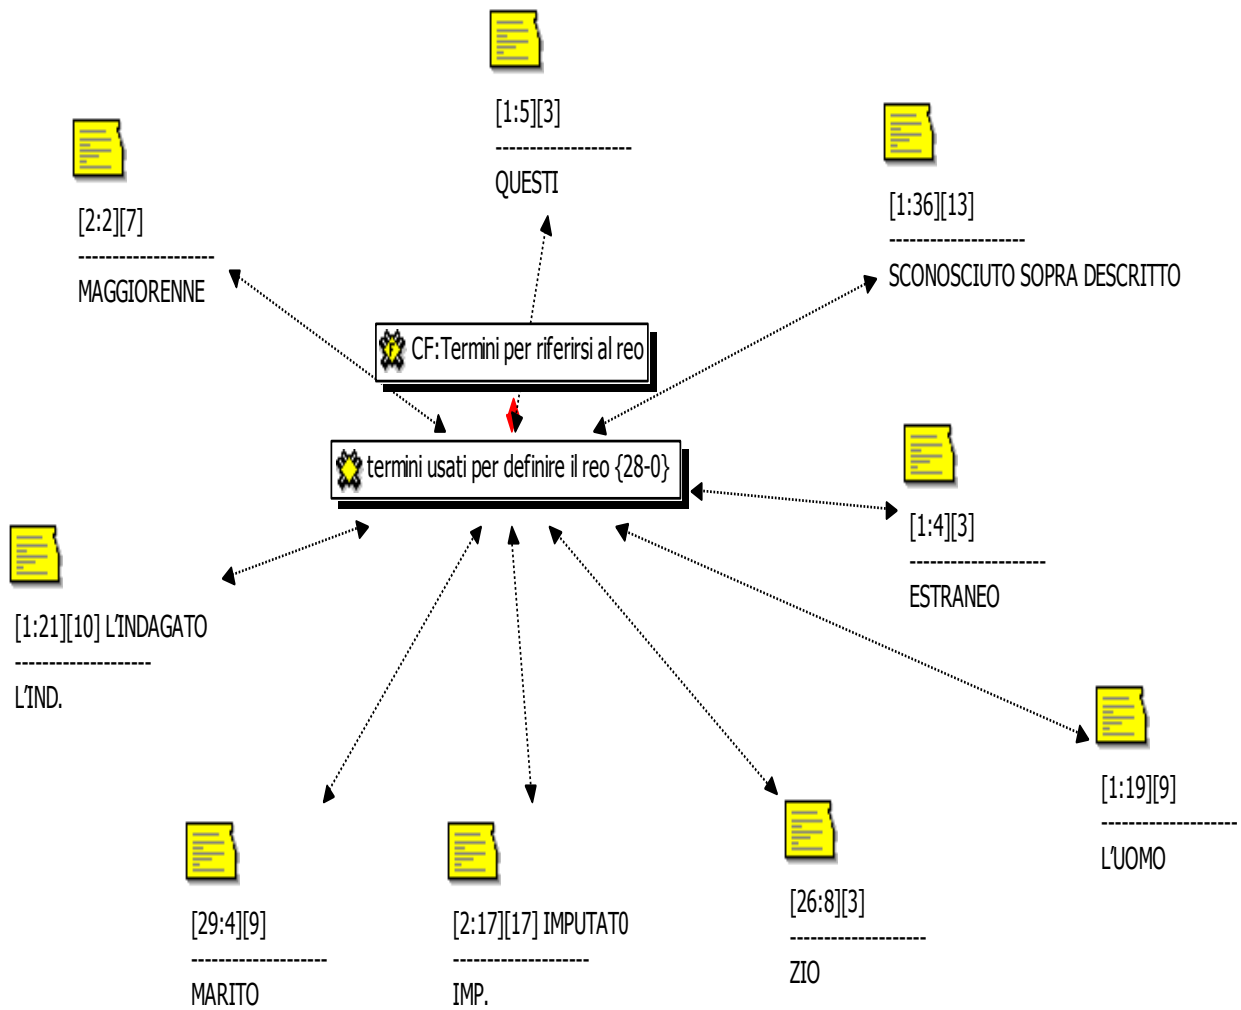 [1:5][3]
--------------------
QUESTI
[2:2][7]
--------------------
MAGGIORENNE
[1:36][13]
--------------------
SCONOSCIUTO SOPRA DESCRITTO
CF:Termini per riferirsi al reo
termini usati per definire il reo {28-0}
[1:4][3]
--------------------
ESTRANEO
[1:21][10] L'INDAGATO
--------------------
L'IND.
[1:19][9]
--------------------
L'UOMO
[29:4][9]
--------------------
MARITO
[2:17][17] IMPUTAT0
--------------------
IMP.
[26:8][3]
--------------------
ZIO